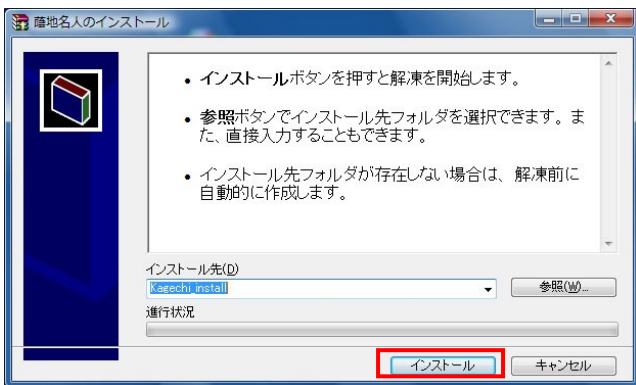 蔭地名人のインストール
• インストールボタンを押すと解凍を開始します。
• 参照ボタンでインストール先フォルダを選択できます。ま
た、直接入力することもできます。
• インストール先フォルダが存在しない場合は、解凍前に
自動的に作成します。
インストール先(D)
Kagechi_install
参照(W)...
進行状況
インストール
キャンセル